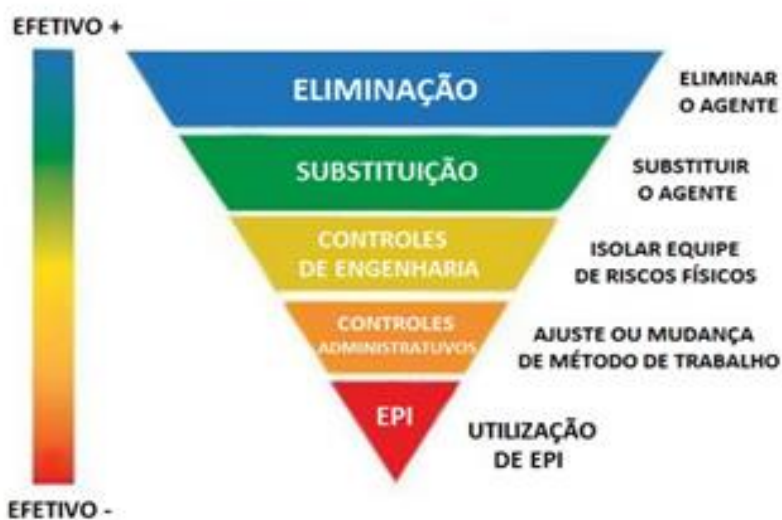 EFETIVO +
ELIMINAÇÃO
ELIMINAR
O AGENTE
SUBSTITUIÇÃO
SUBSTITUIR
O AGENTE
CONTROLES
DE ENGENHARIA
ISOLAR EQUIPE
DE RISCOS FÍSICOS
CONTROLES
ADMINISTRATUVOS
AJUSTE OU MUDANÇA
DE MÉTODO DE TRABALHO
EPI
UTILIZAÇÃO
DE EPI
EFETIVO -